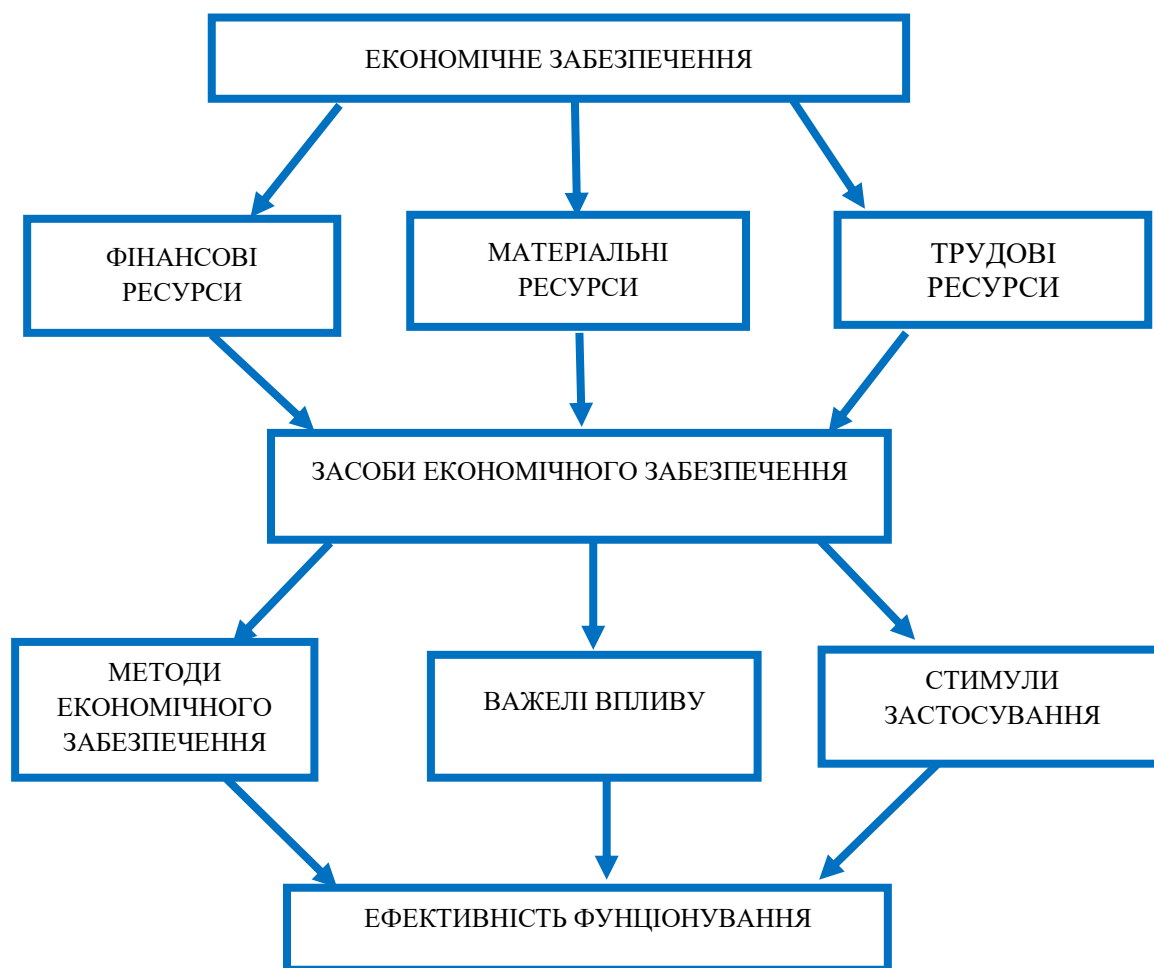 ЕКОНОМІЧНЕ ЗАБЕЗПЕЧЕННЯ
ФІНАНСОВІ
РЕСУРСИ
МАТЕРІАЛЬНІ
РЕСУРСИ
ТРУДОВІ
РЕСУРСИ
ЗАСОБИ ЕКОНОМІЧНОГО ЗАБЕЗПЕЧЕННЯ
МЕТОДИ
ЕКОНОМІЧНОГО
ЗАБЕЗПЕЧЕННЯ
ВАЖЕЛІ ВПЛИВУ
СТИМУЛИ
ЗАСТОСУВАННЯ
ЕФЕКТИВНІСТЬ ФУНЦІОНУВАННЯ